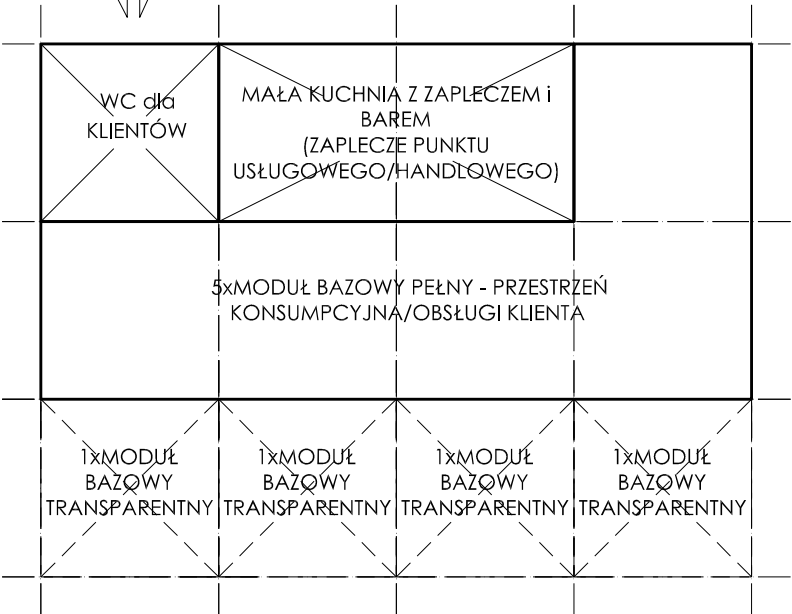 WC dla
KLIENTÓW
MAŁA KUCHNIA Z ZAPLECZEM i
BAREM
(ZAPLECZE PUNKTU
USŁUGOWEGO/HANDLOWEGO)
5xMODUŁ BAZOWY PEŁNY - PRZESTRZEŃ
KONSUMPCYJNA/OBSŁUGI KLIENTA
1xMODUŁ
BAZOWY
TRANSPARENTNY
1xMODUŁ
BAZOWY
TRANSPARENTNY
1xMODUŁ
BAZOWY
TRANSPARENTNY
1xMODUŁ
BAZOWY
TRANSPARENTNY